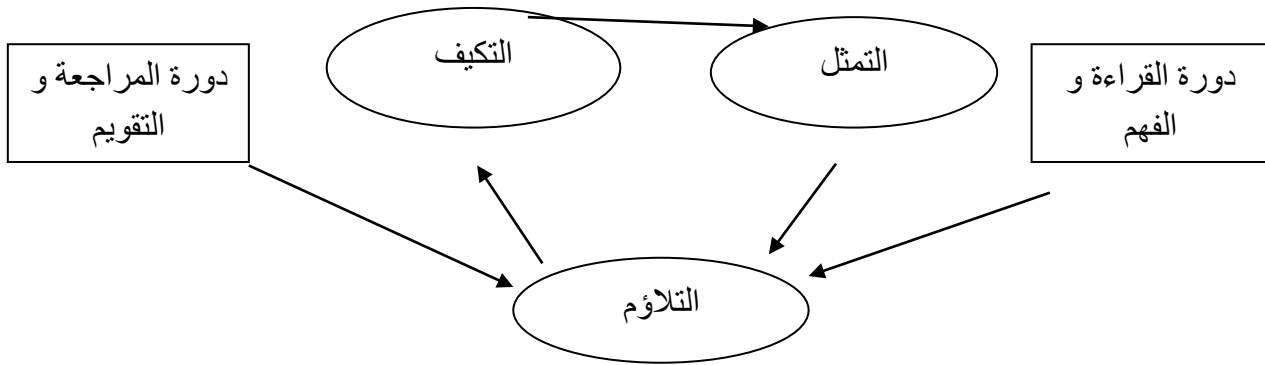 دورة القراءة و
الفهم
التمثل
التكيف
دورة المراجعة و
التقويم
التلاؤم